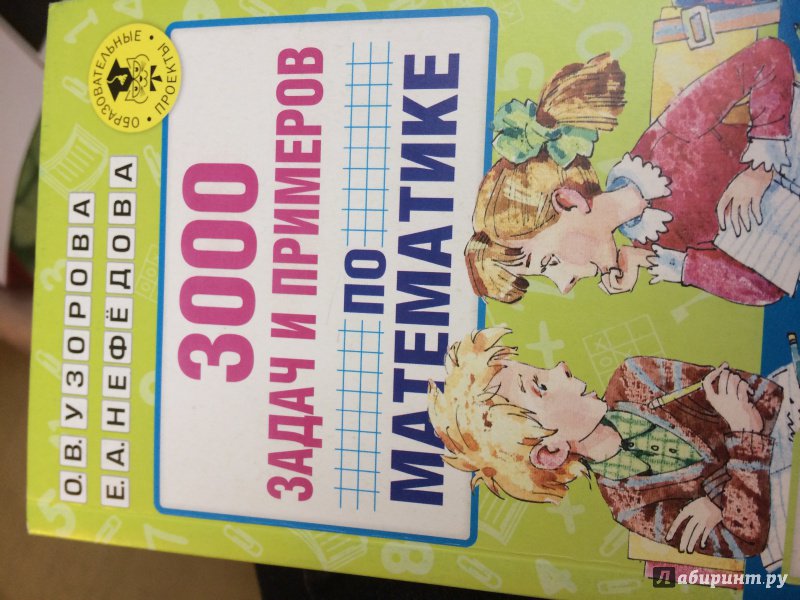 О.В. УЗОРОВА
Е.А. НЕФЁДОВА
• ОБРАЗОВАТЕЛЬНЫЕ • ПРОЕКТЫ
3000
ЗАДАЧ И ПРИМЕРОВ
ПО
МАТЕМАТИКЕ
Лабиринт.ру